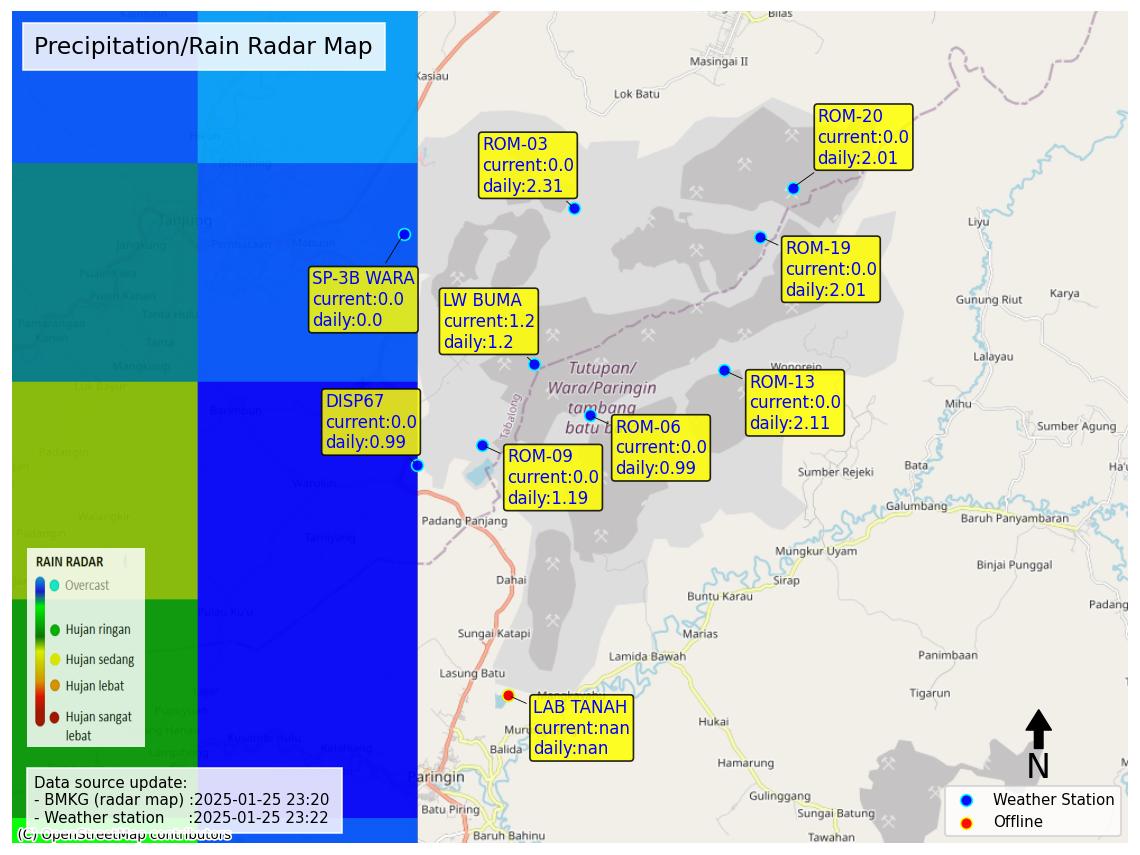 Precipitation/Rain Radar Map
Bilas
Masingai II
Kasiau
Lok Batu
ROM-20
current:0.0
daily:2.01
ROM-03
current:0.0
daily:2.31
Tanjung
Liyu
ROM-19
current:0.0
daily:2.01
SP-3B WARA
current:0.0
daily:0.0
LW BUMA
current:1.2
daily:1.2
Gunung Riut
Karya
Lalayau
Tutupan/
Wara/Paringin
tambang
batu b
Wonorejo
ROM-13
current:0.0
daily:2.11
DISP67
current:0.0
daily:0.99
Tabalong
Mihu
ROM-06
current:0.0
daily:0.99
Sumber Agung
ROM-09
current:0.0
daily:1.19
Sumber Rejeki
Bata
Ha'u
Galumbang
Padang Panjang
Baruh Panyambaran
Mungkur Uyam
Binjai Punggal
RAIN RADAR
Overcast
Hujan ringan
Hujan sedang
Hujan lebat
Hujan sangat
lebat
Dahai
Sirap
Buntu Karau
Padang
Sungai Katapi
Marias
Lamida Bawah
Panimbaan
Lasung Batu
Tigarun
LAB TANAH
current:nan
daily:nan
Muru
Balida
Hukai
Hamarung
N
Paringin
Batu Piring
Gulinggang
Sungai Batung
Baruh Bahinu
Tawahan
Data source update:
- BMKG (radar map) :2025-01-25 23:20
- Weather station :2025-01-25 23:22
(C) OpenStreetMap contributors
Weather Station
Offline